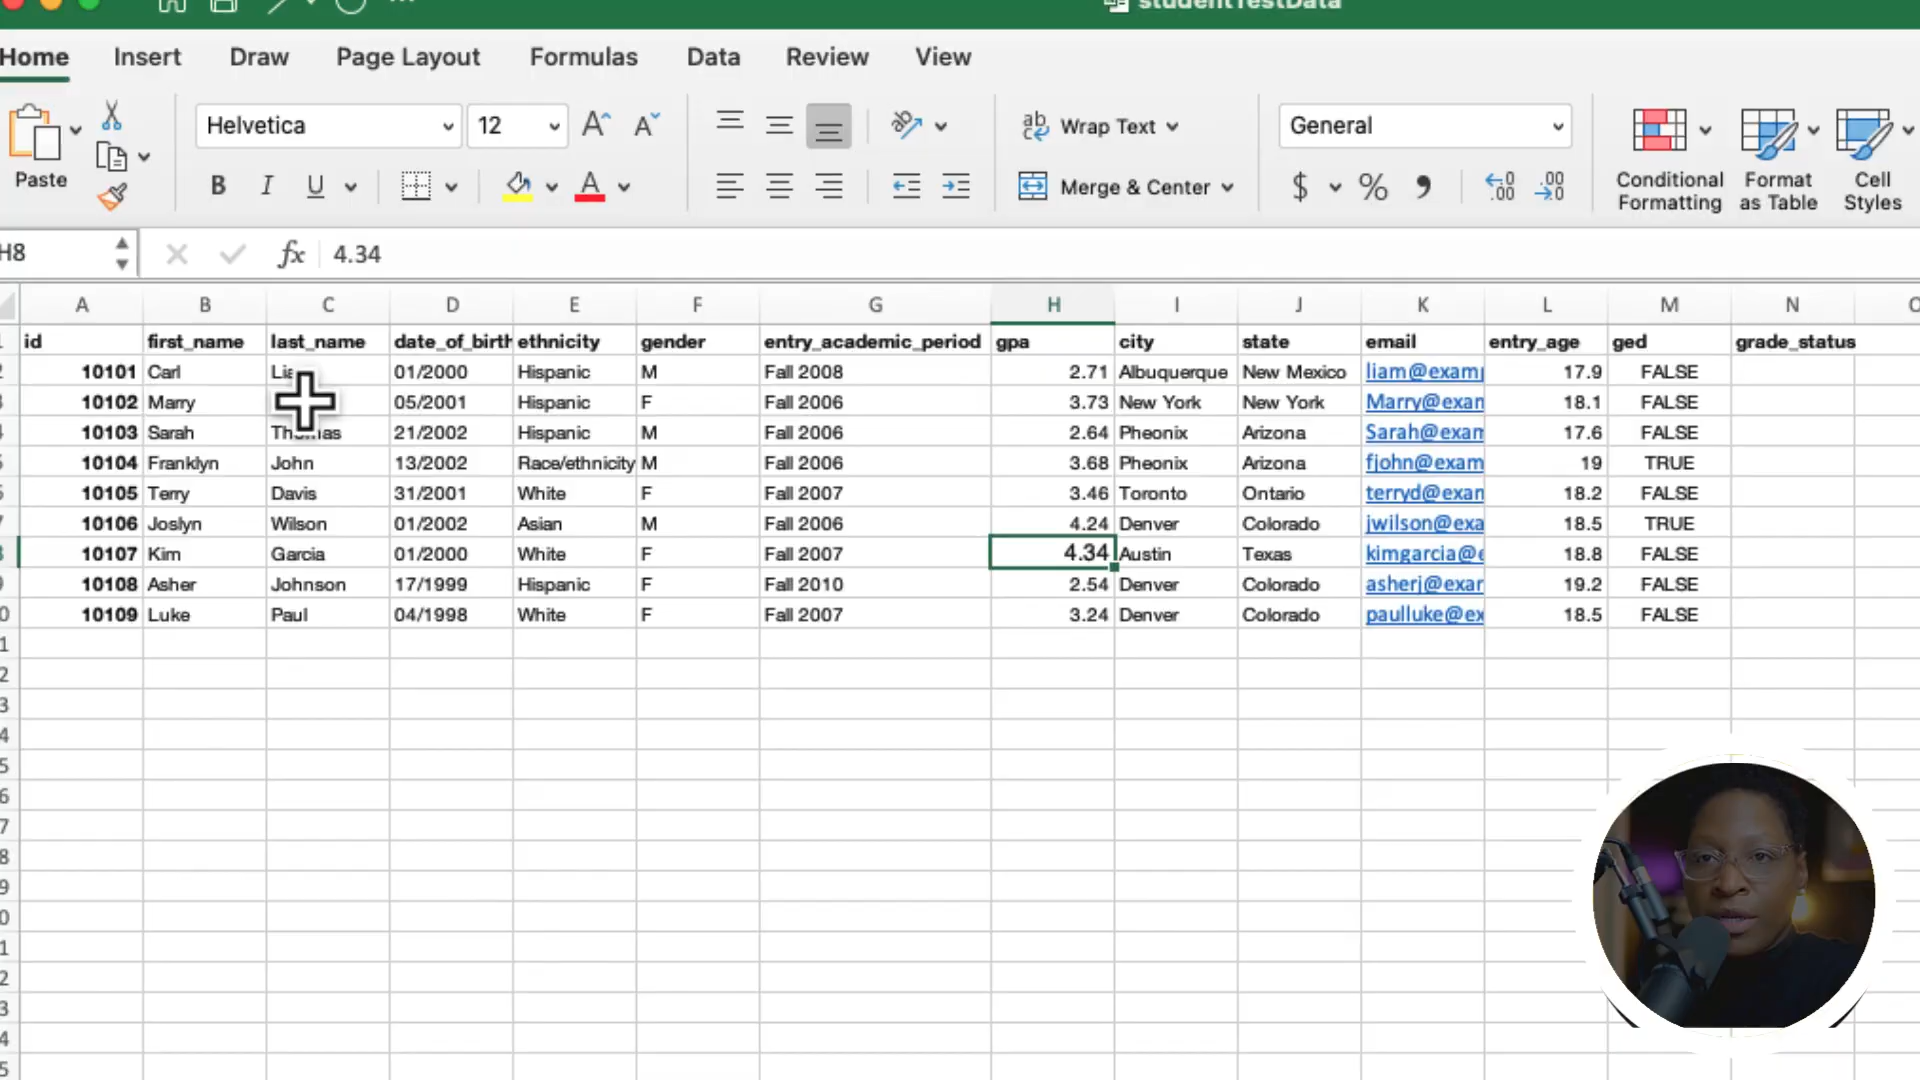 studentTestData
Home Insert Draw Page Layout Formulas Data Review View
Helvetica 12 Wrap Text General
Paste B I U Merge & Center $ % Conditional Formatting Format as Table Cell Styles
H8 fx 4.34
A B C D E F G H I J K L M N
id first_name last_name date_of_birth ethnicity gender entry_academic_period gpa city state email entry_age ged grade_status
10101 Carl 01/2000 Hispanic M Fall 2008 2.71 Albuquerque New Mexico liam@examp 17.9 FALSE
10102 Marry 05/2001 Hispanic F Fall 2006 3.73 New York New York Marry@exan 18.1 FALSE
10103 Sarah 21/2002 Hispanic M Fall 2006 2.64 Pheonix Arizona Sarah@exam 17.6 FALSE
10104 Franklyn John 13/2002 Race/ethnicity M Fall 2006 3.68 Pheonix Arizona fjohn@exam 19 TRUE
10105 Terry Davis 31/2001 White F Fall 2007 3.46 Toronto Ontario terryd@exan 18.2 FALSE
10106 Joslyn Wilson 01/2002 Asian M Fall 2006 4.24 Denver Colorado jwilson@exa 18.5 TRUE
10107 Kim Garcia 01/2000 White F Fall 2007 4.34 Austin Texas kimgarcia@e 18.8 FALSE
10108 Asher Johnson 17/1999 Hispanic F Fall 2010 2.54 Denver Colorado asherj@exar 19.2 FALSE
10109 Luke Paul 04/1998 White F Fall 2007 3.24 Denver Colorado paulluke@ex 18.5 FALSE